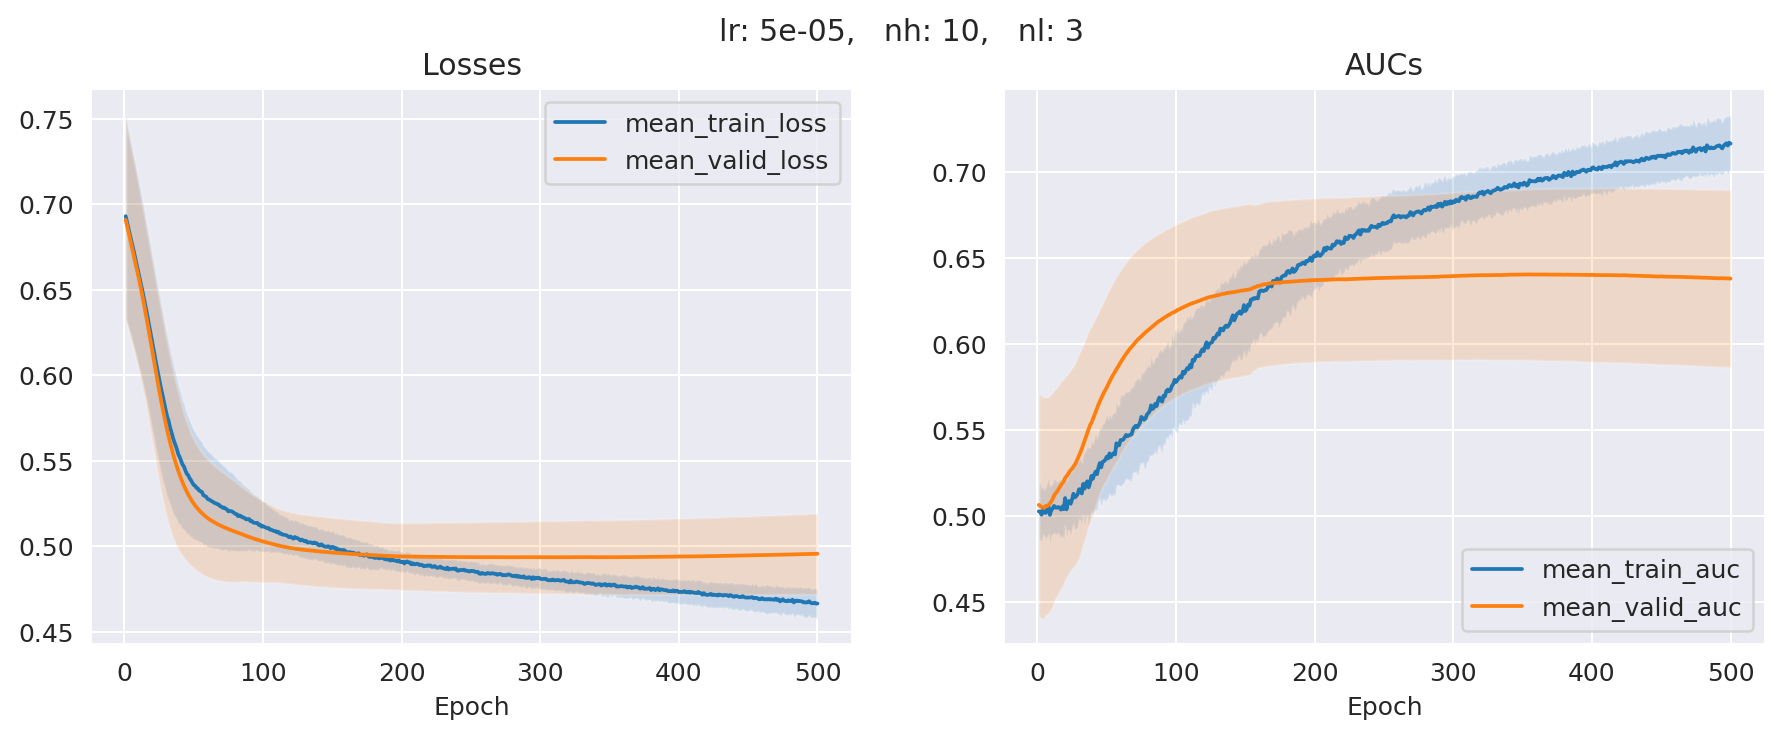 lr: 5e-05,   nh: 10,   nl: 3
Losses
0.75
0.70
0.65
0.60
0.55
0.50
0.45
mean_train_loss
mean_valid_loss
0 100 200 300 400 500
Epoch
AUCs
0.70
0.65
0.60
0.55
0.50
0.45
mean_train_auc
mean_valid_auc
0 100 200 300 400 500
Epoch